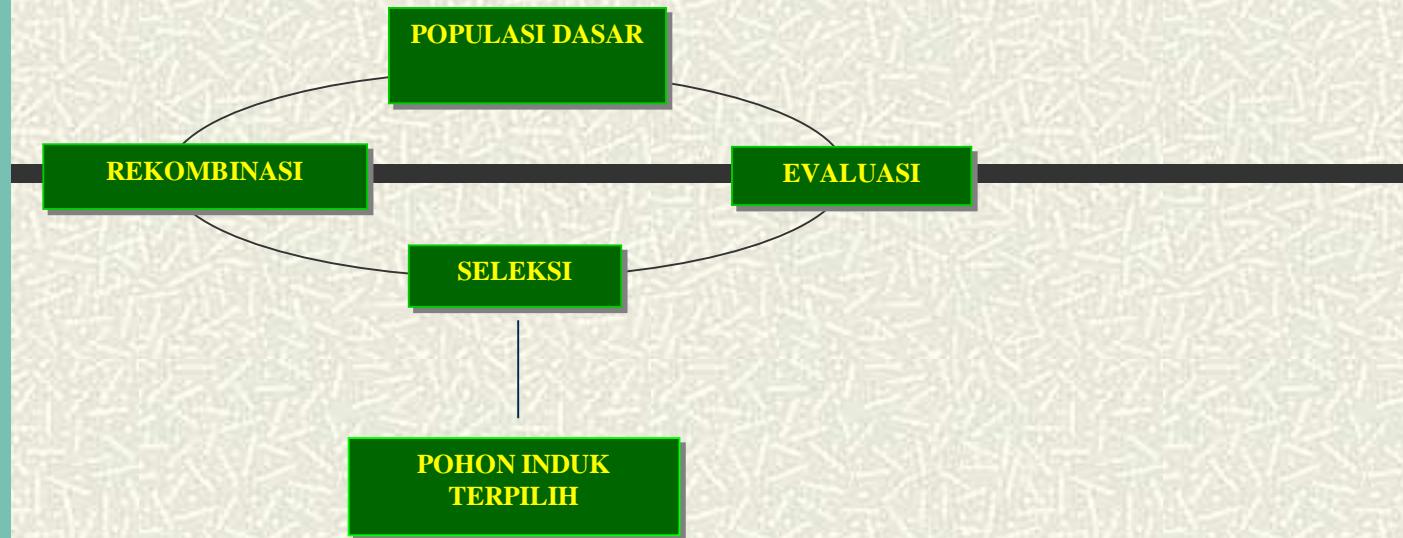 POPULASI DASAR
REKOMBINASI
EVALUASI
SELEKSI
POHON INDUK
TERPILIH